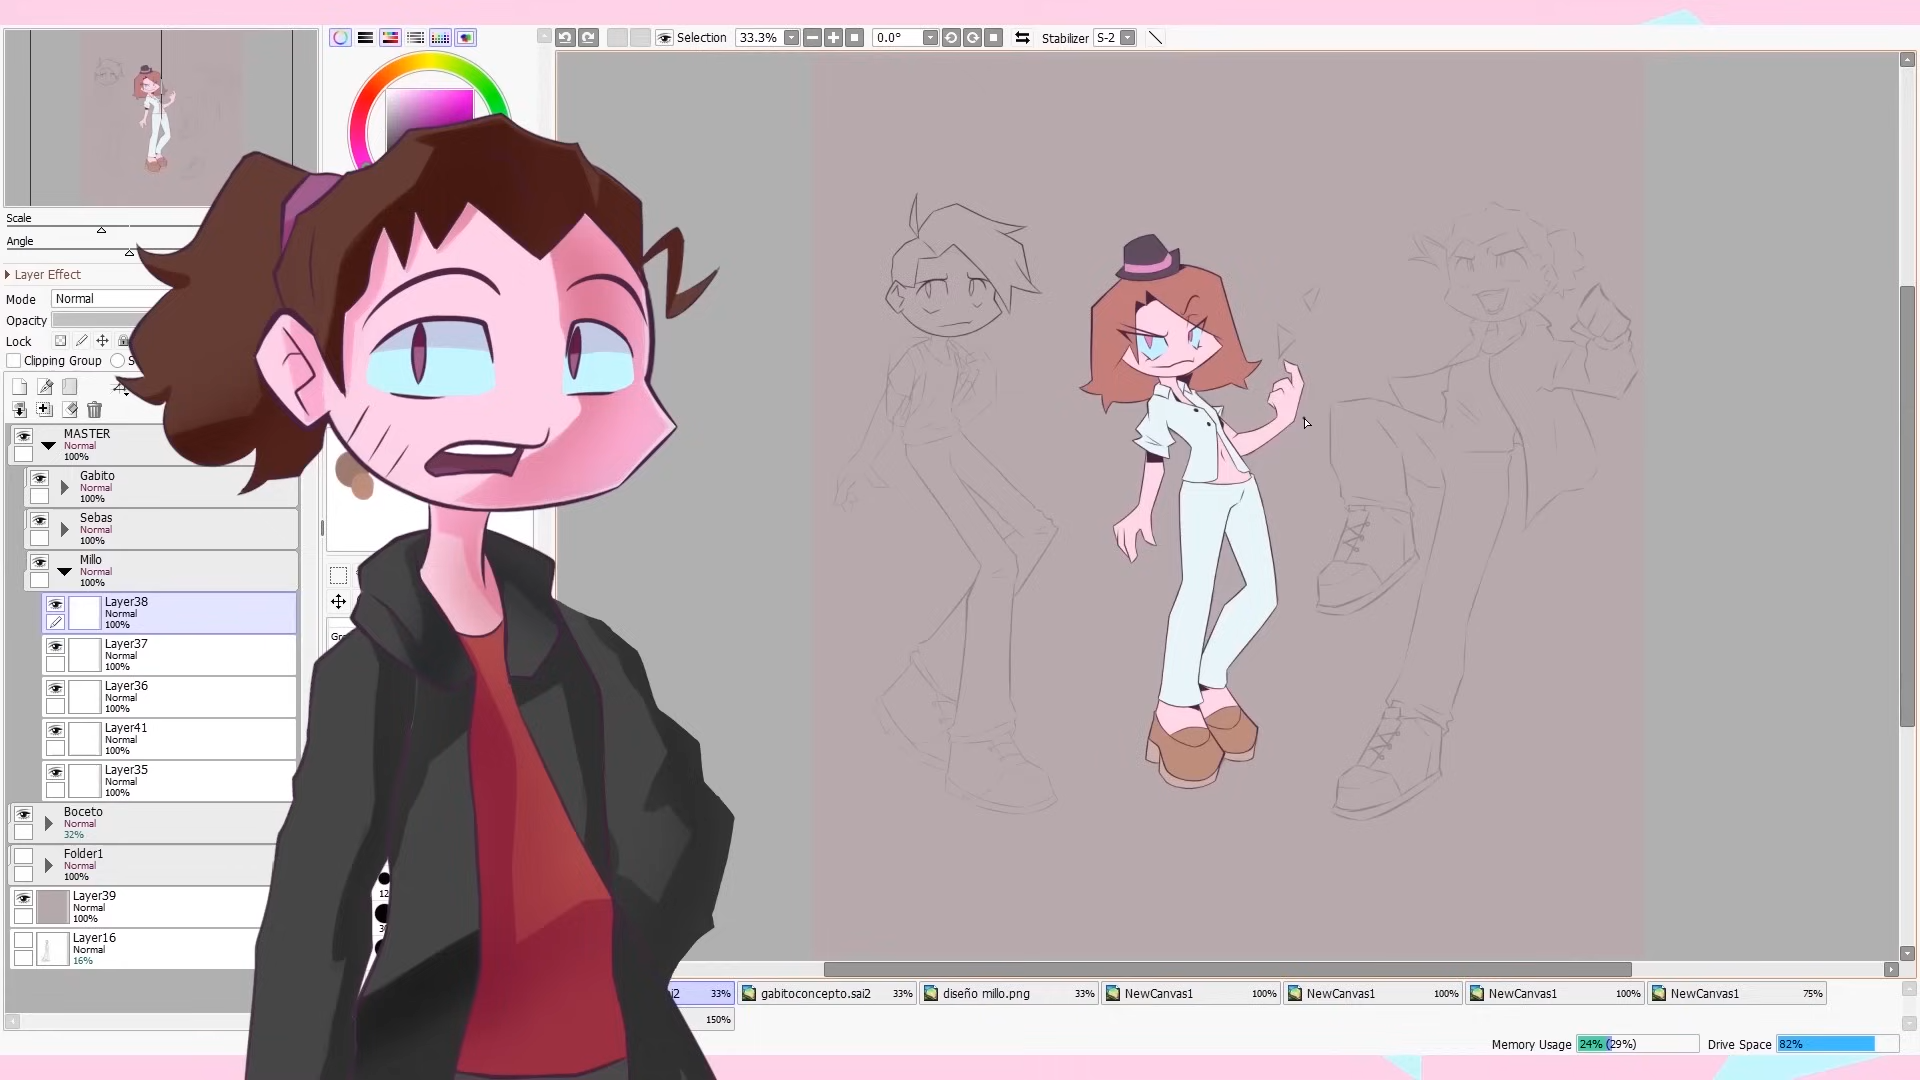 Selection 33.3% 0.0° Stabilizer S-2
Scale
Angle
Layer Effect
Mode Normal
Opacity
Lock
Clipping Group
MASTER
Normal
100%
Gabito
Normal
100%
Sebas
Normal
100%
Millo
Normal
100%
Layer38
Normal
100%
Layer37
Normal
100%
Layer36
Normal
100%
Layer41
Normal
100%
Layer35
Normal
100%
Boceto
Normal
32%
Folder1
Normal
100%
Layer39
Normal
100%
Layer16
Normal
16%
12
33% gabitoconcepto.sai2 33% diseño millo.png 33% NewCanvas1 100% NewCanvas1 100% NewCanvas1 100% NewCanvas1 75%
150%
Memory Usage 24% (29%) Drive Space 82%